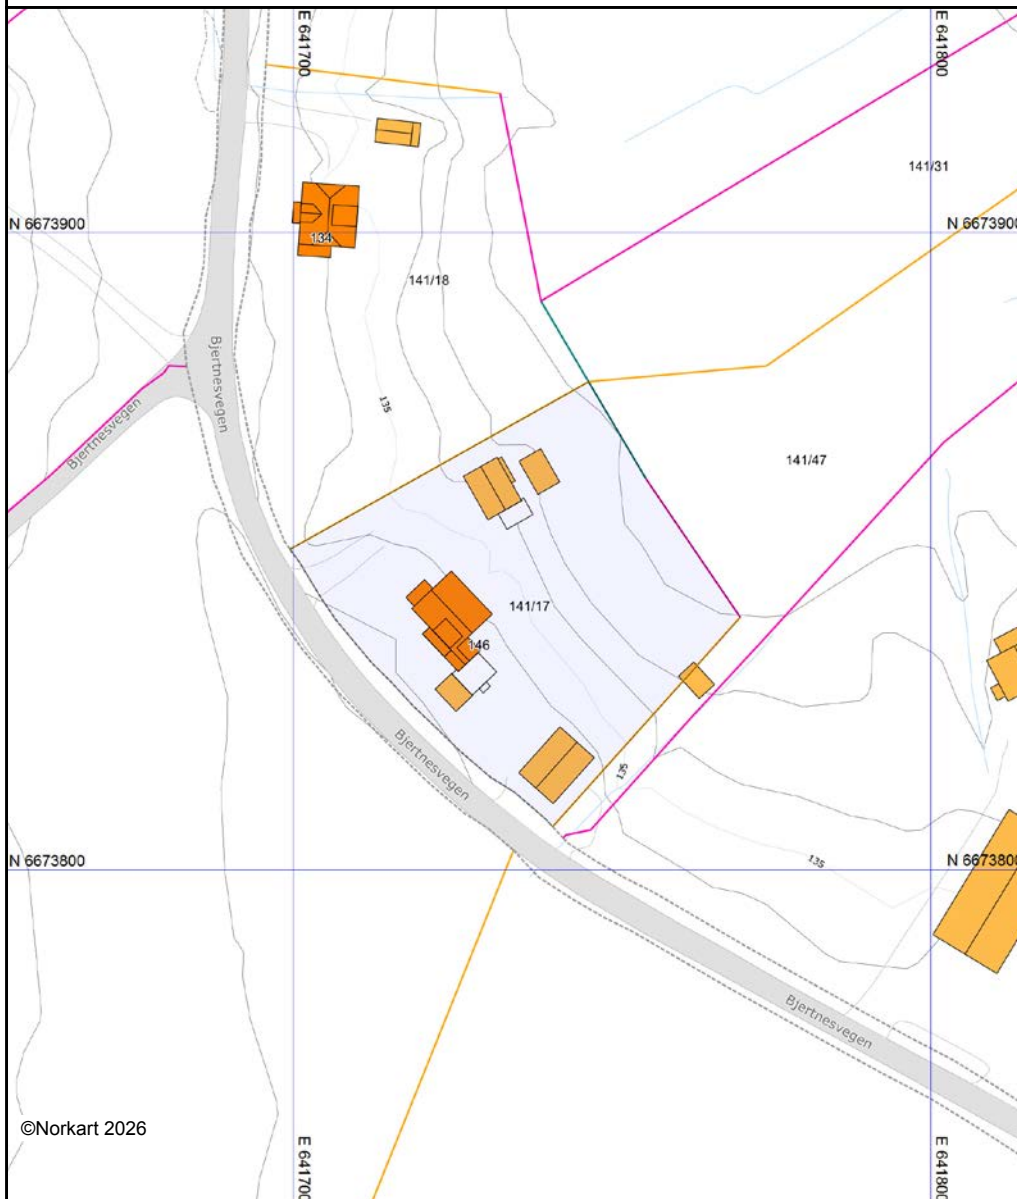 E 641700
E 641800
141/31
N 6673900
N 6673900
134
141/18
Bjertnesvegen
135
Bjertnesvegen
141/47
141/17
146
Bjertnesvegen
135
135
N 6673800
N 6673800
Bjertnesvegen
©Norkart 2026
E 641700
E 641800